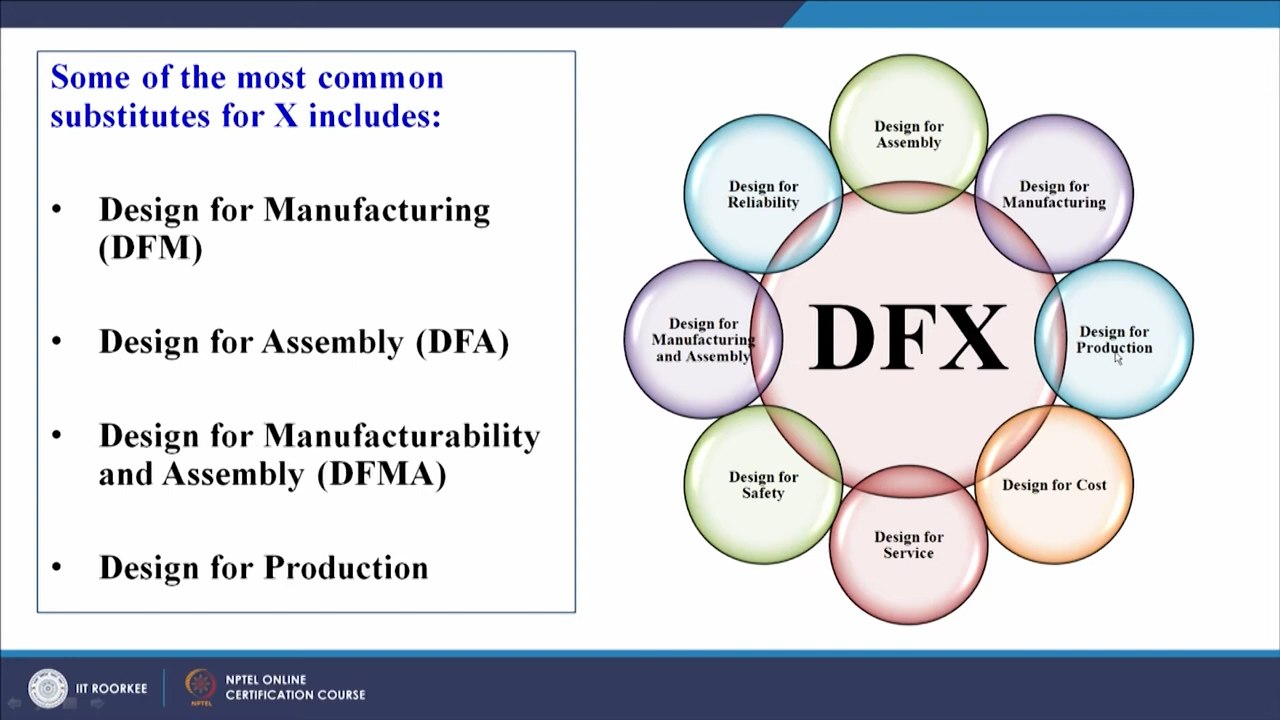 Some of the most common
substitutes for X includes:
• Design for Manufacturing
(DFM)
• Design for Assembly (DFA)
• Design for Manufacturability
and Assembly (DFMA)
• Design for Production
Design for
Assembly
Design for
Manufacturing
Design for
Production
Design for Cost
Design for
Service
Design for
Safety
Design for
Manufacturing
and Assembly
Design for
Reliability
DFX
IIT ROORKEE
NPTEL
NPTEL ONLINE
CERTIFICATION COURSE